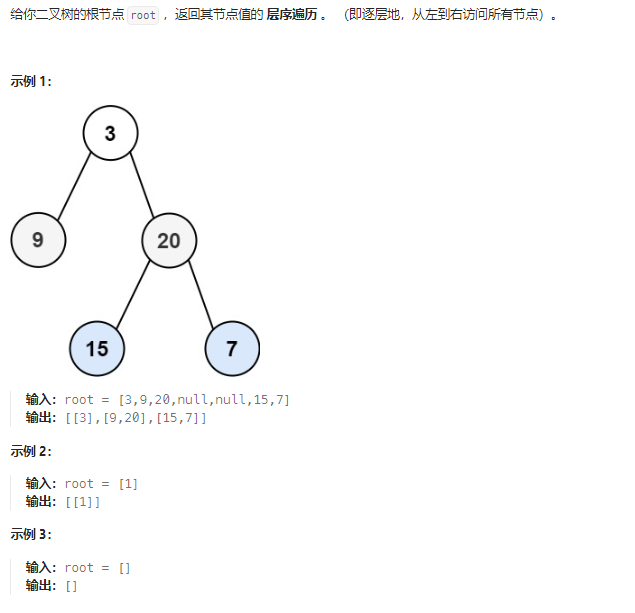 给你二叉树的根节点 root ，返回其节点值的 层序遍历 。 （即逐层地，从左到右访问所有节点）。
示例 1：
3
9
20
15
7
输入：root = [3,9,20,null,null,15,7]
输出：[[3],[9,20],[15,7]]
示例 2：
输入：root = [1]
输出：[[1]]
示例 3：
输入：root = []
输出：[]